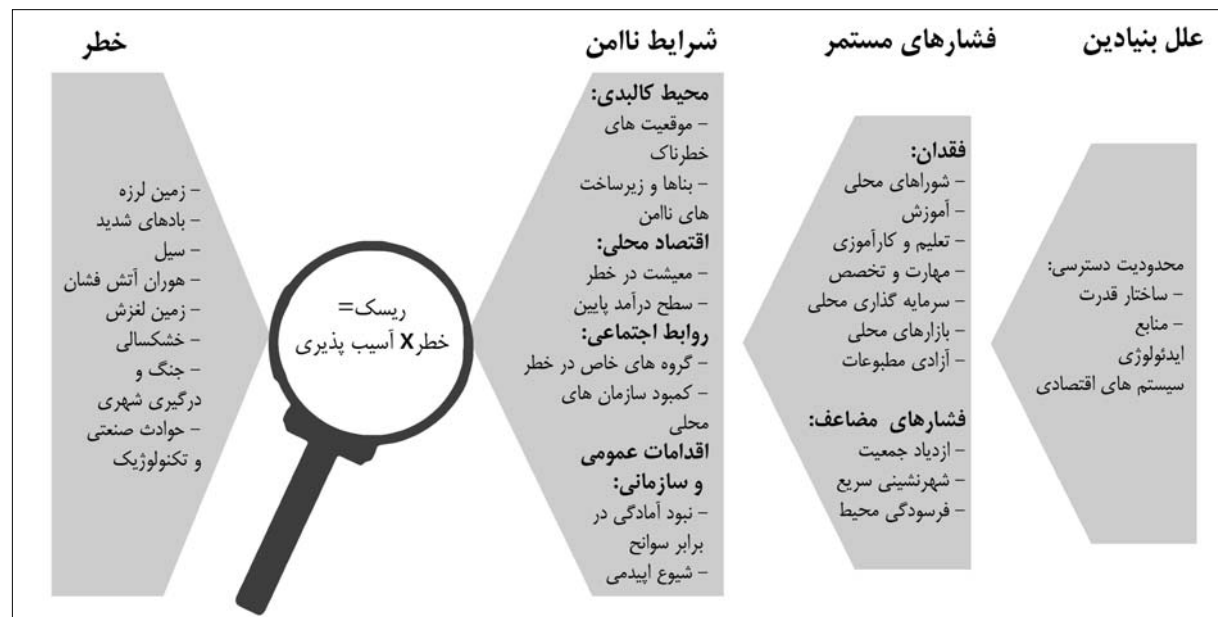 علل بنیادین
محدودیت دسترسی:
- ساختار قدرت
- منابع
ایدئولوژی
سیستم های اقتصادی
فشارهای مستمر
فقدان:
- شوراهای محلی
- آموزش
- تعلیم و کارآموزی
- مهارت و تخصص
- سرمایه گذاری محلی
- بازارهای محلی
- آزادی مطبوعات
فشارهای مضاعف:
- ازدیاد جمعیت
- شهرنشینی سریع
- فرسودگی محیط
شرایط ناامن
محیط کالبدی:
- موقعیت های
خطرناک
- بناها و زیرساخت
های ناامن
اقتصاد محلی:
- معیشت در خطر
- سطح درآمد پایین
روابط اجتماعی:
- گروه های خاص در خطر
- کمبود سازمان های
محلی
اقدامات عمومی
و سازمانی:
- نبود آمادگی در
برابر سوانح
- شیوع اپیدمی
ریسک=
خطر X آسیب پذیری
خطر
- زمین لرزه
- بادهای شدید
- سیل
- هوران آتش فشان
- زمین لغزش
- خشکسالی
- جنگ و
درگیری شهری
- حوادث صنعتی
و تکنولوژیک